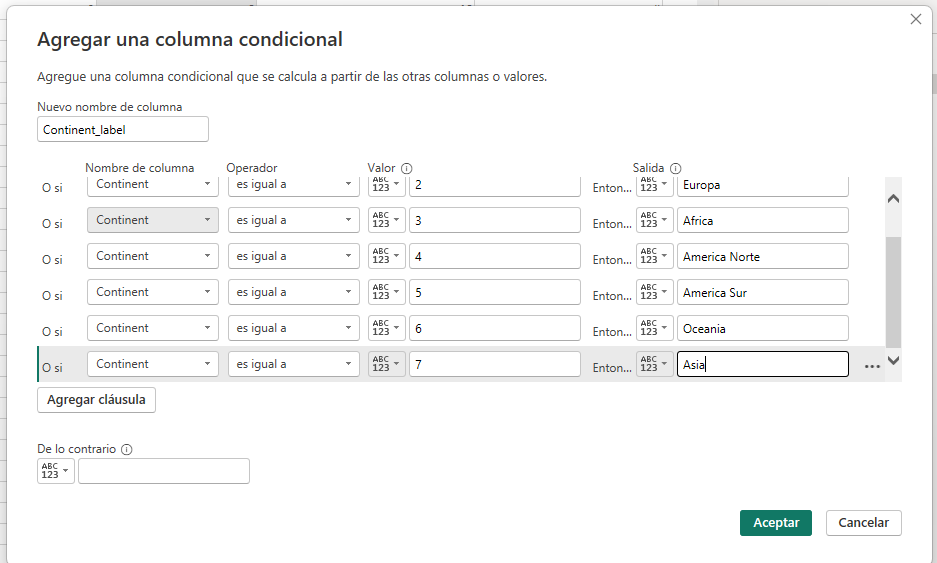 Agregar una columna condicional
Agregue una columna condicional que se calcula a partir de las otras columnas o valores.
Nuevo nombre de columna
Continent_label
Nombre de columna Operador Valor Salida
O si Continent es igual a ABC 123 2 Enton... ABC 123 Europa
O si Continent es igual a ABC 123 3 Enton... ABC 123 Africa
O si Continent es igual a ABC 123 4 Enton... ABC 123 America Norte
O si Continent es igual a ABC 123 5 Enton... ABC 123 America Sur
O si Continent es igual a ABC 123 6 Enton... ABC 123 Oceania
O si Continent es igual a ABC 123 7 Enton... ABC 123 Asia
Agregar cláusula
De lo contrario
ABC 123
Aceptar Cancelar